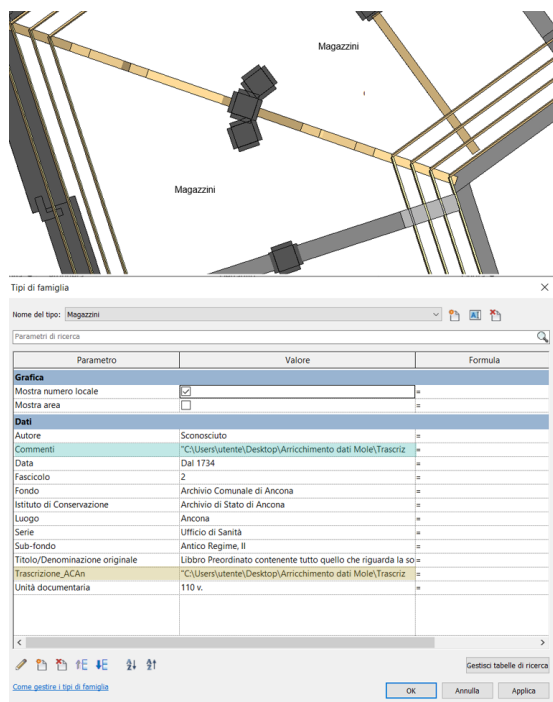 Magazzini
Magazzini
Tipi di famiglia
Nome del tipo: Magazzini
Parametri di ricerca
Parametro Valore Formula
Grafica
Mostra numero locale =
Mostra area =
Dati
Autore Sconosciuto =
Commenti "C:\Users\utente\Desktop\Arricchimento dati Mole\Trascriz =
Data Dal 1734 =
Fascicolo 2 =
Fondo Archivio Comunale di Ancona =
Istituto di Conservazione Archivio di Stato di Ancona =
Luogo Ancona =
Serie Ufficio di Sanità =
Sub-fondo Antico Regime, II =
Titolo/Denominazione originale Libbro Preordinato contenente tutto quello che riguarda la so =
Trascrizione_ACAn "C:\Users\utente\Desktop\Arricchimento dati Mole\Trascriz =
Unità documentaria 110 v. =
Gestisci tabelle di ricerca
Come gestire i tipi di famiglia
OK Annulla Applica